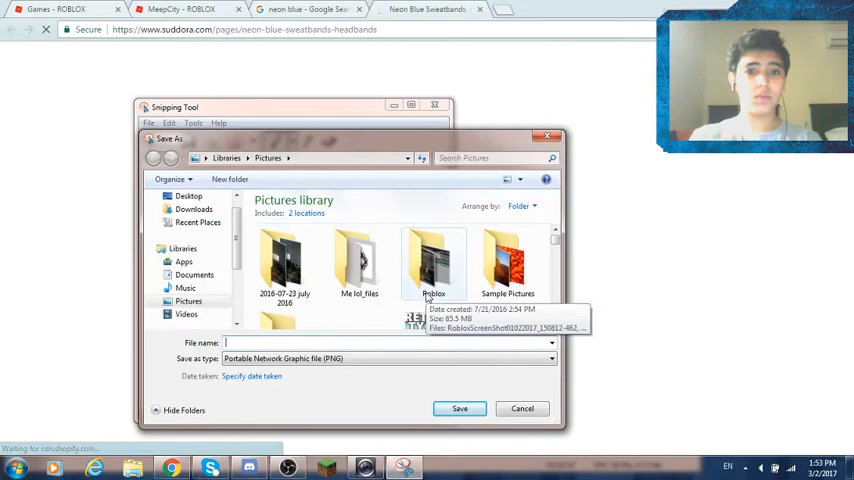 Games - ROBLOX
MeepCity - ROBLOX
neon blue - Google Sea
Neon Blue Sweatbands
Secure
https://www.suddora.com/pages/neon-blue-sweatbands-headbands
Snipping Tool
File Edit Tools Help
Save As
Libraries Pictures
Search Pictures
Organize New folder
Desktop
Downloads
Recent Places
Libraries
Apps
Documents
Music
Pictures
Videos
Pictures library
Includes: 2 locations
Arrange by: Folder
2016-07-23 july
2016
Me lol_files
Roblox
Sample Pictures
Date created: 7/21/2016 2:54 PM
Size: 85.5 MB
Files: RobloxScreenShot01022017_150812-462, ...
File name:
Save as type: Portable Network Graphic file (PNG)
Date taken: Specify date taken
Hide Folders
Save
Cancel
Waiting for cdn.shopify.com...
EN
1:53 PM
3/2/2017